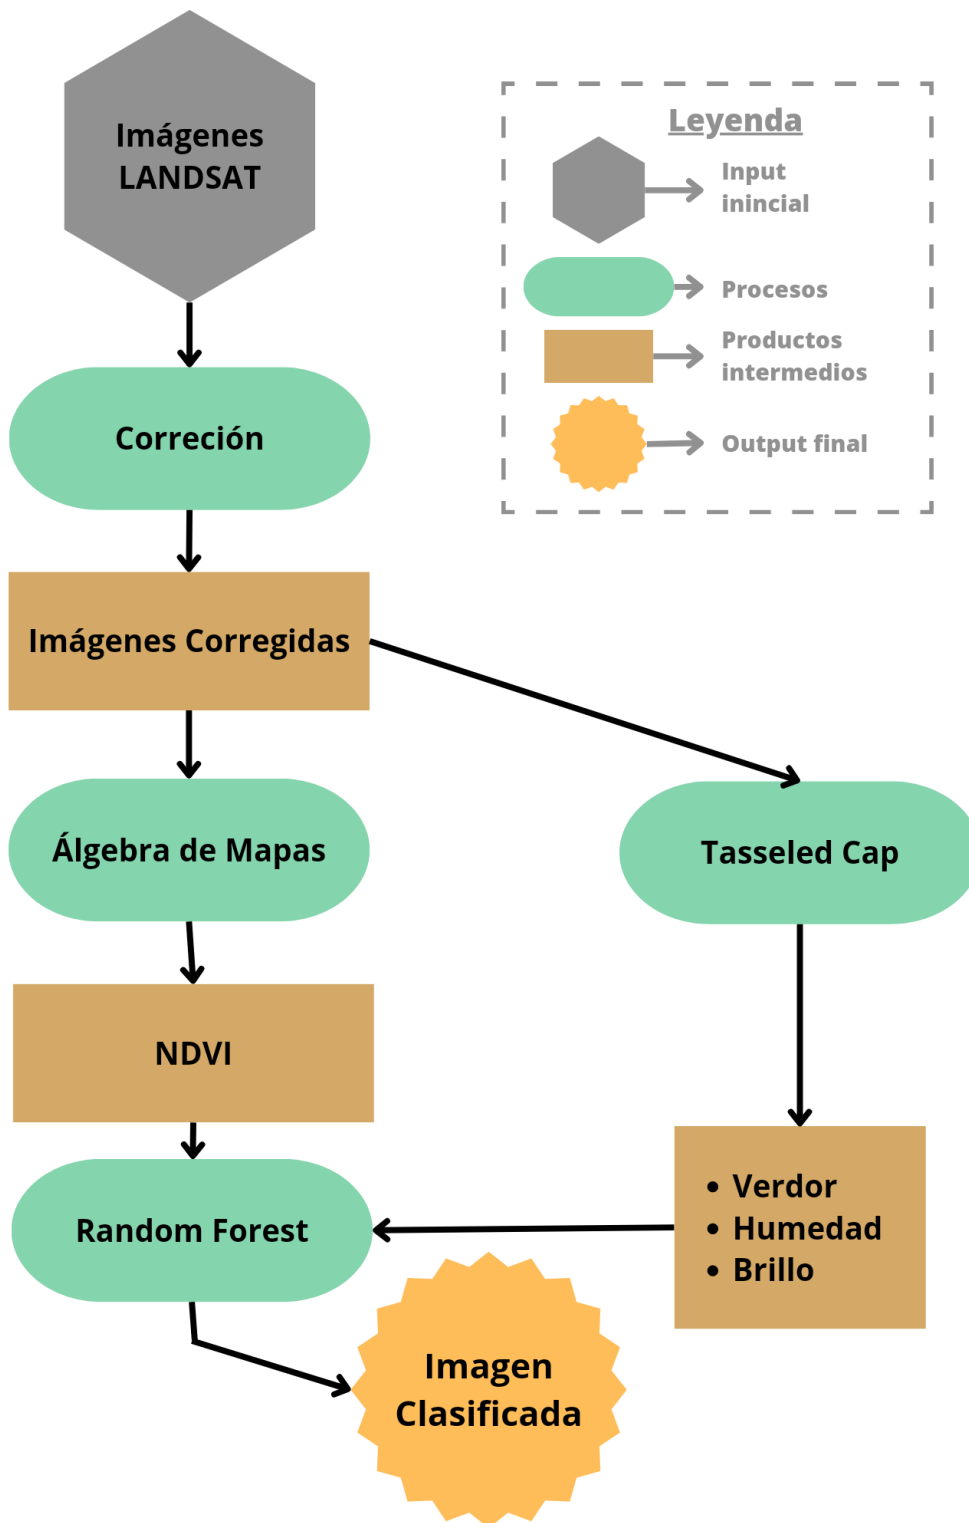 Imágenes
LANDSAT
Leyenda
Input
inincial
Procesos
Productos
intermedios
Output final
Correción
Imágenes Corregidas
Álgebra de Mapas
Tasseled Cap
NDVI
• Verdor
• Humedad
• Brillo
Random Forest
Imagen
Clasificada